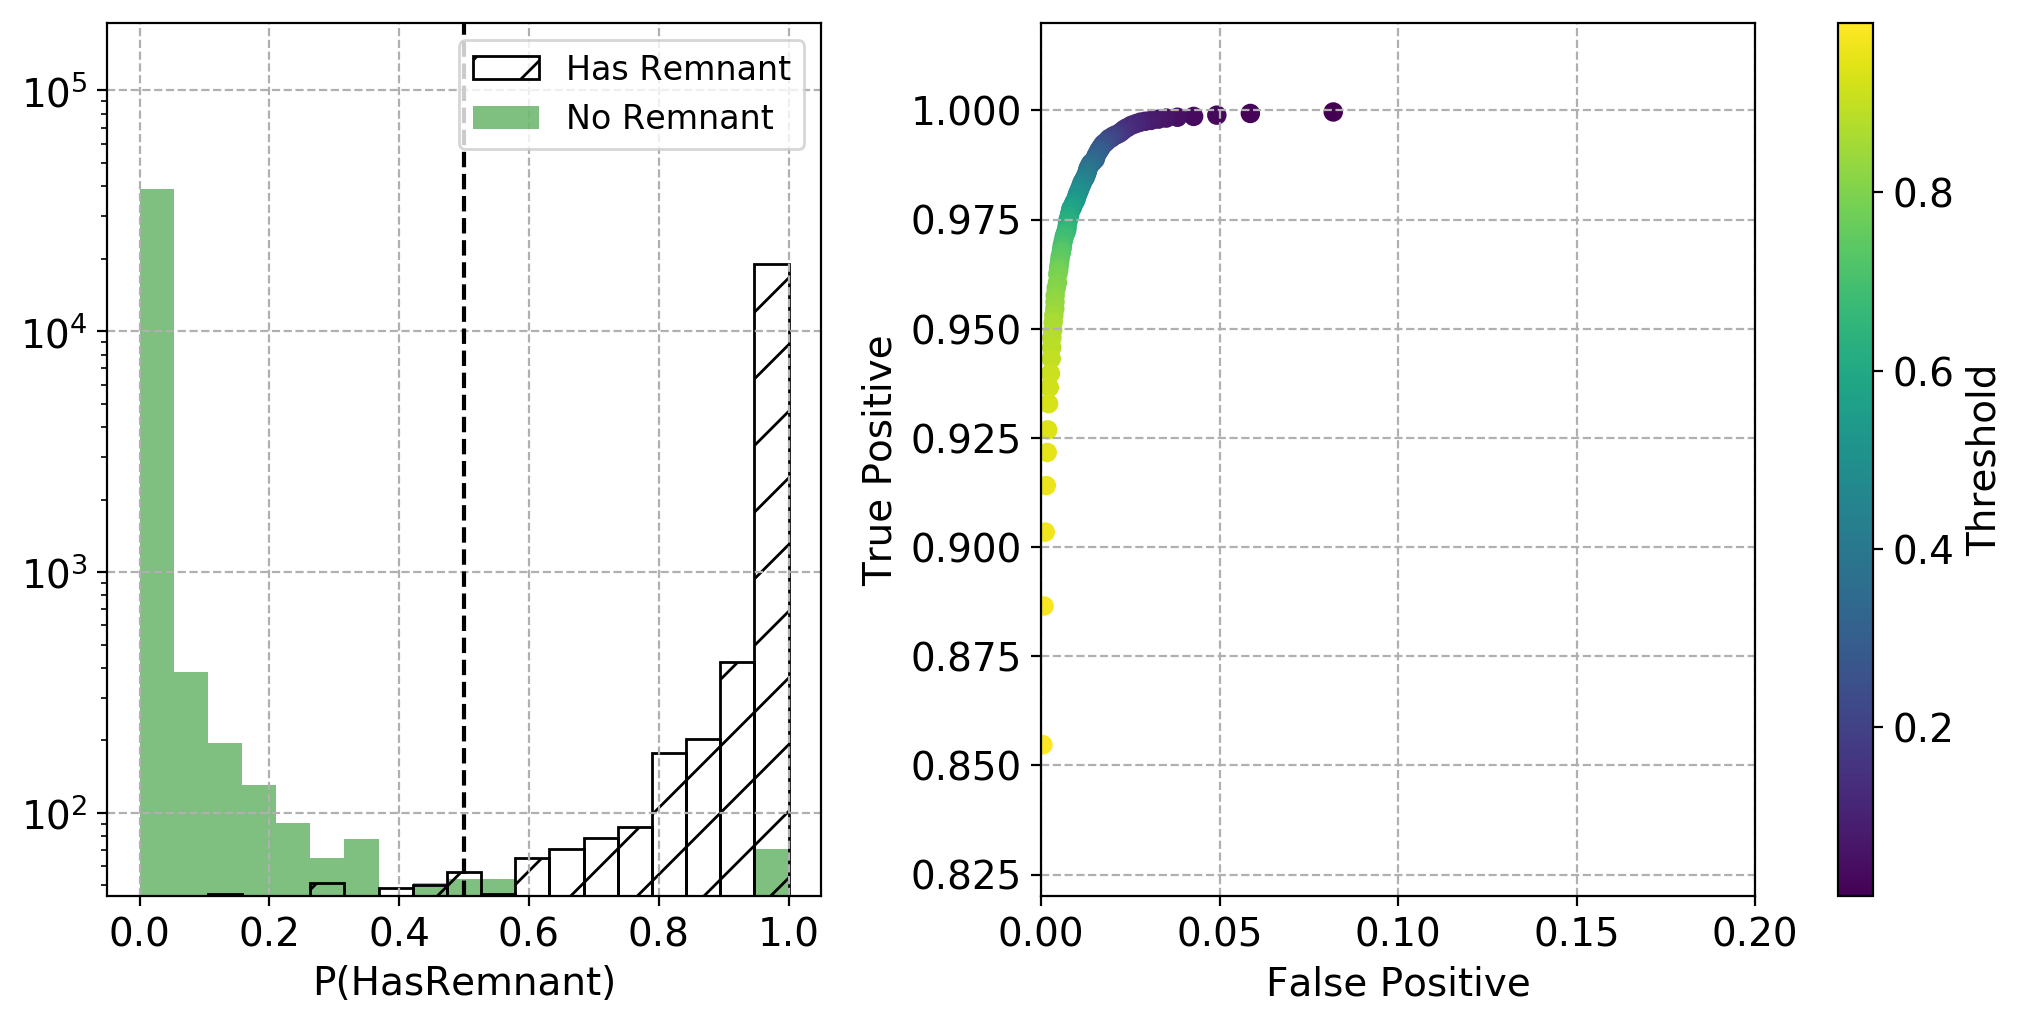 Has Remnant
No Remnant
10^5
10^4
10^3
10^2
0.0 0.2 0.4 0.6 0.8 1.0
P(HasRemnant)
True Positive
1.000
0.975
0.950
0.925
0.900
0.875
0.850
0.825
0.00 0.05 0.10 0.15 0.20
False Positive
0.8
0.6
0.4
0.2
Threshold